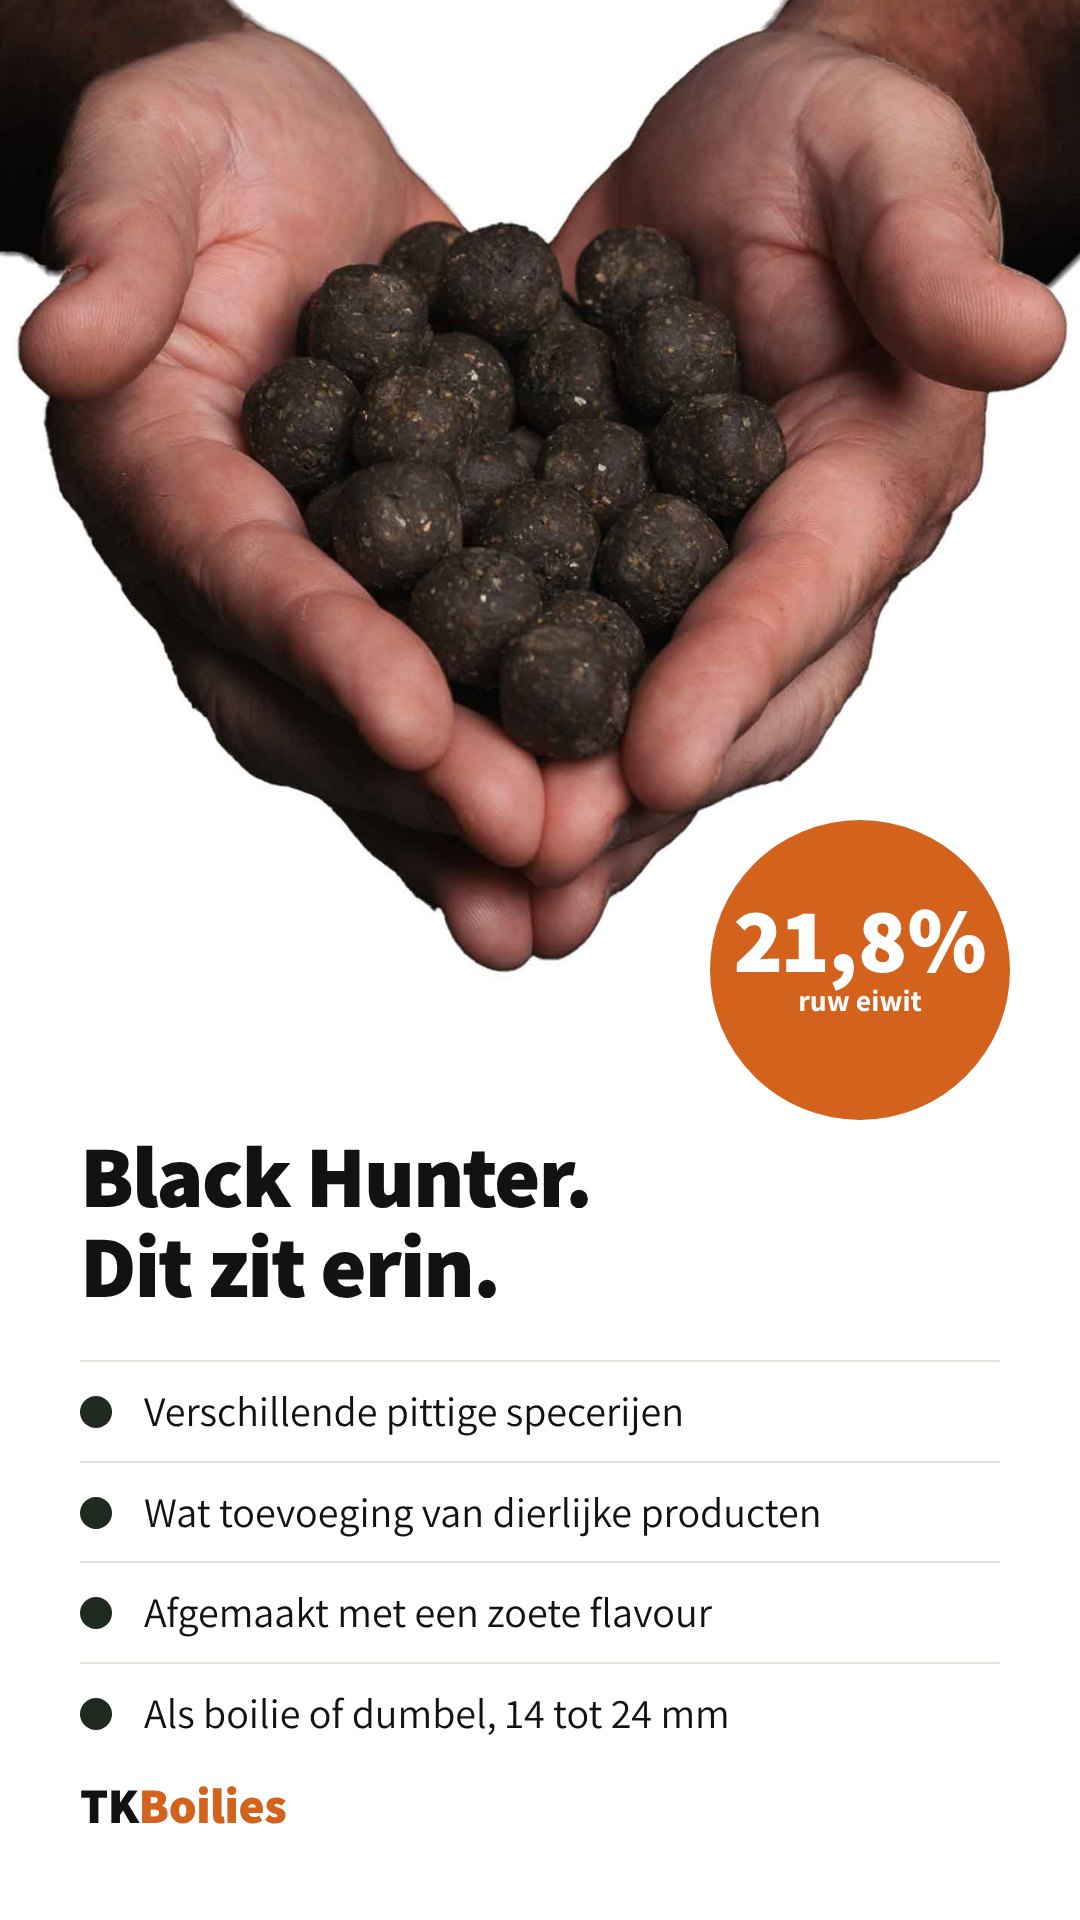 21,8%
ruw eiwit
Black Hunter.
Dit zit erin.
Verschillende pittige specerijen
Wat toevoeging van dierlijke producten
Afgemaakt met een zoete flavour
Als boilie of dumbel, 14 tot 24 mm
TKBoilies